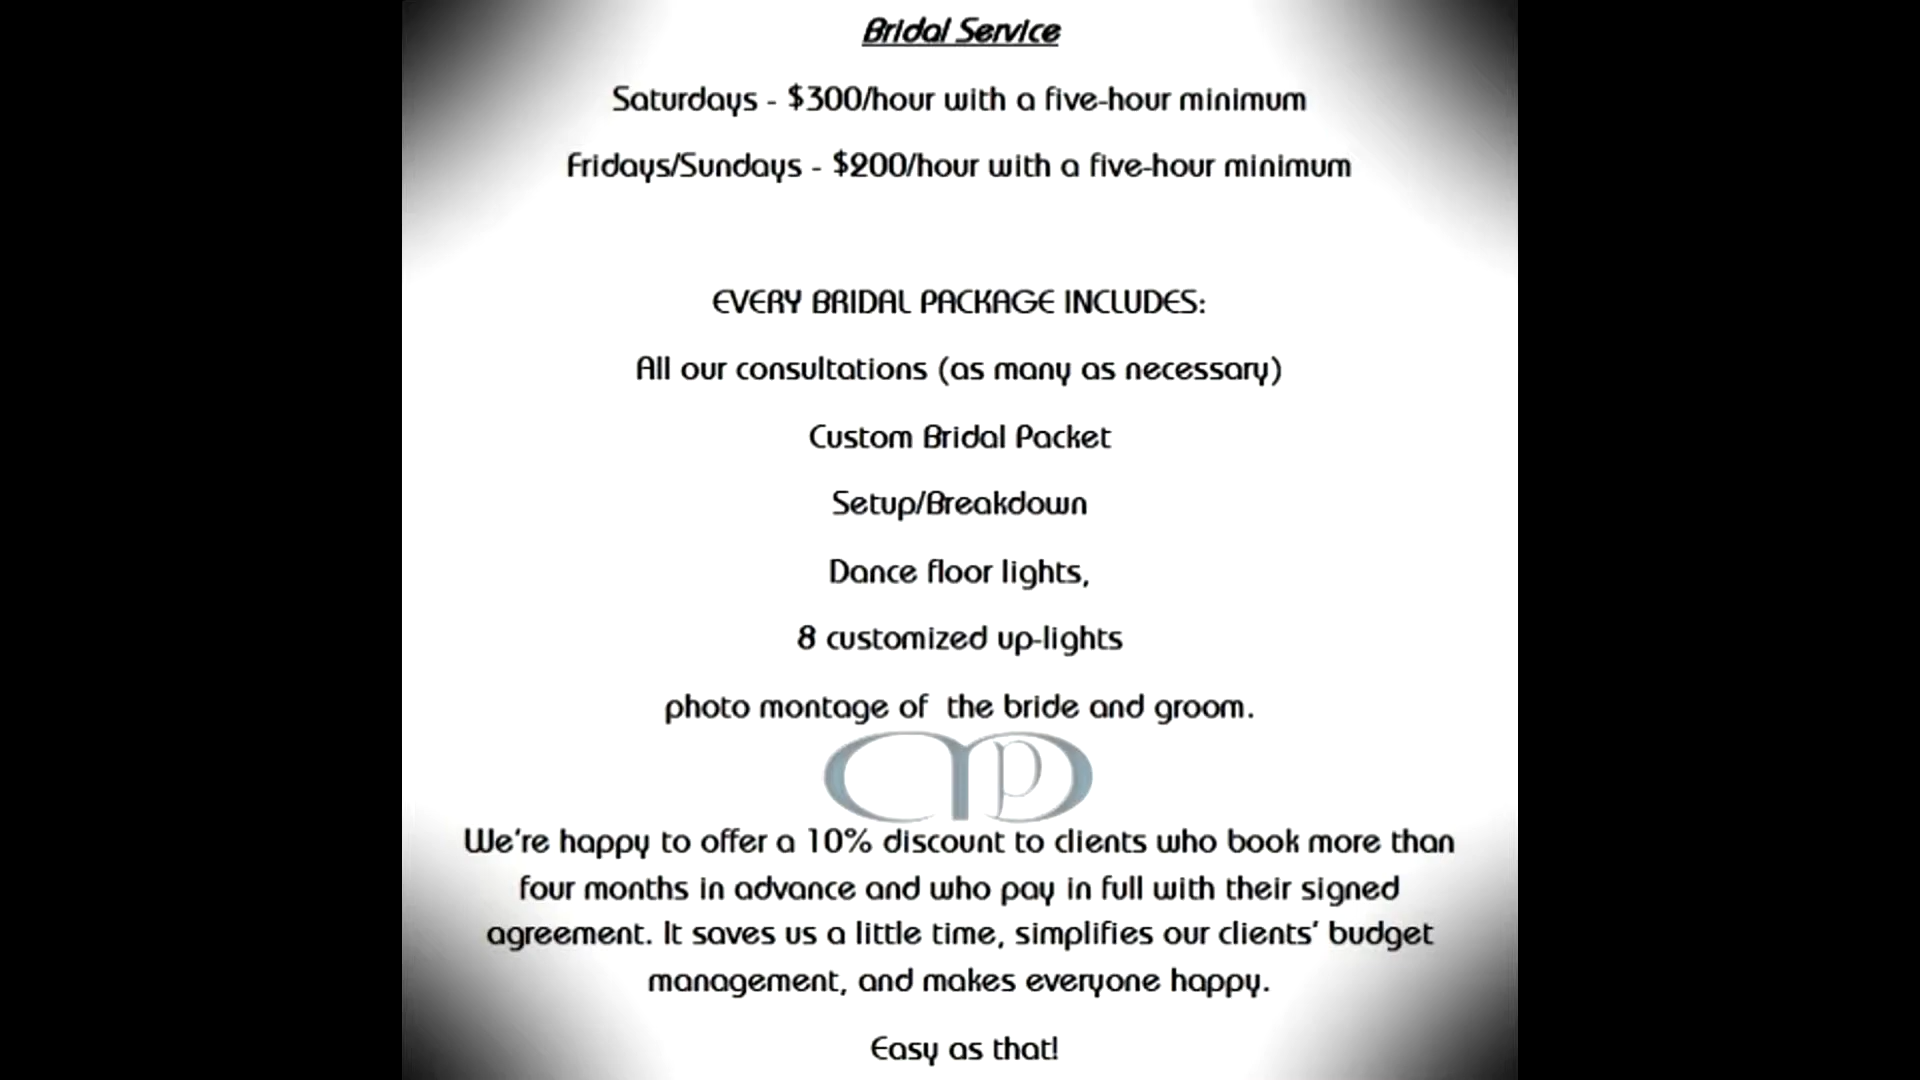 Bridal Service
Saturdays - $300/hour with a five-hour minimum
Fridays/Sundays - $200/hour with a five-hour minimum
EVERY BRIDAL PACKAGE INCLUDES:
All our consultations (as many as necessary)
Custom Bridal Packet
Setup/Breakdown
Dance floor lights,
8 customized up-lights
photo montage of  the bride and groom.
We're happy to offer a 10% discount to clients who book more than
four months in advance and who pay in full with their signed
agreement. It saves us a little time, simplifies our clients' budget
management, and makes everyone happy.
Easy as that!